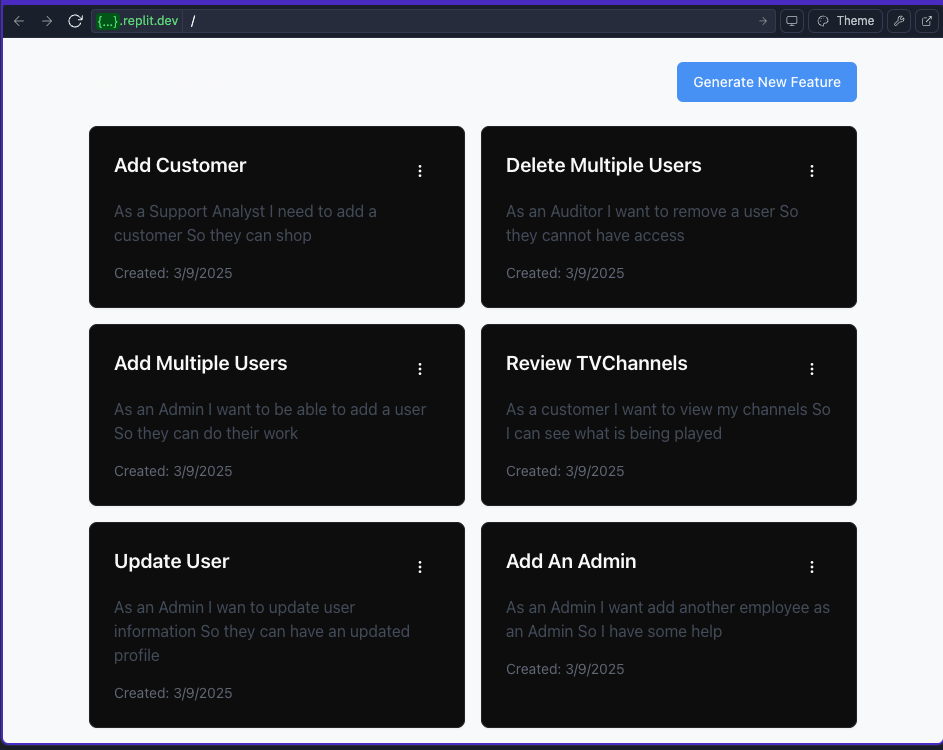 {...}.replit.dev /
Theme
Generate New Feature
Add Customer
As a Support Analyst I need to add a
customer So they can shop
Created: 3/9/2025
Delete Multiple Users
As an Auditor I want to remove a user So
they cannot have access
Created: 3/9/2025
Add Multiple Users
As an Admin I want to be able to add a user
So they can do their work
Created: 3/9/2025
Review TVChannels
As a customer I want to view my channels So
I can see what is being played
Created: 3/9/2025
Update User
As an Admin I wan to update user
information So they can have an updated
profile
Created: 3/9/2025
Add An Admin
As an Admin I want add another employee as
an Admin So I have some help
Created: 3/9/2025